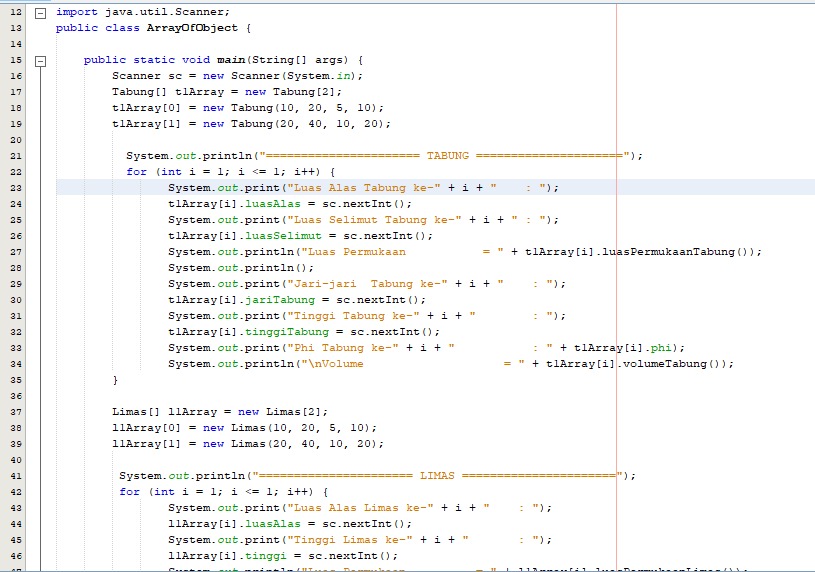 12 import java.util.Scanner;
13 public class ArrayOfObject {
14
15 public static void main(String[] args) {
16 Scanner sc = new Scanner(System.in);
17 Tabung[] tlArray = new Tabung[2];
18 tlArray[0] = new Tabung(10, 20, 5, 10);
19 tlArray[1] = new Tabung(20, 40, 10, 20);
20
21 System.out.println("====================== TABUNG =====================");
22 for (int i = 1; i <= 1; i++) {
23 System.out.print("Luas Alas Tabung ke-" + i + "    : ");
24 tlArray[i].luasAlas = sc.nextInt();
25 System.out.print("Luas Selimut Tabung ke-" + i + " : ");
26 tlArray[i].luasSelimut = sc.nextInt();
27 System.out.println("Luas Permukaan           = " + tlArray[i].luasPermukaanTabung());
28 System.out.println();
29 System.out.print("Jari-jari  Tabung ke-" + i + "    : ");
30 tlArray[i].jariTabung = sc.nextInt();
31 System.out.print("Tinggi Tabung ke-" + i + "        : ");
32 tlArray[i].tinggiTabung = sc.nextInt();
33 System.out.print("Phi Tabung ke-" + i + "           : " + tlArray[i].phi);
34 System.out.println("\nVolume                    = " + tlArray[i].volumeTabung());
35 }
36
37 Limas[] llArray = new Limas[2];
38 llArray[0] = new Limas(10, 20, 5, 10);
39 llArray[1] = new Limas(20, 40, 10, 20);
40
41 System.out.println("====================== LIMAS ======================");
42 for (int i = 1; i <= 1; i++) {
43 System.out.print("Luas Alas Limas ke-" + i + "    : ");
44 llArray[i].luasAlas = sc.nextInt();
45 System.out.print("Tinggi Limas ke-" + i + "       : ");
46 llArray[i].tinggi = sc.nextInt();